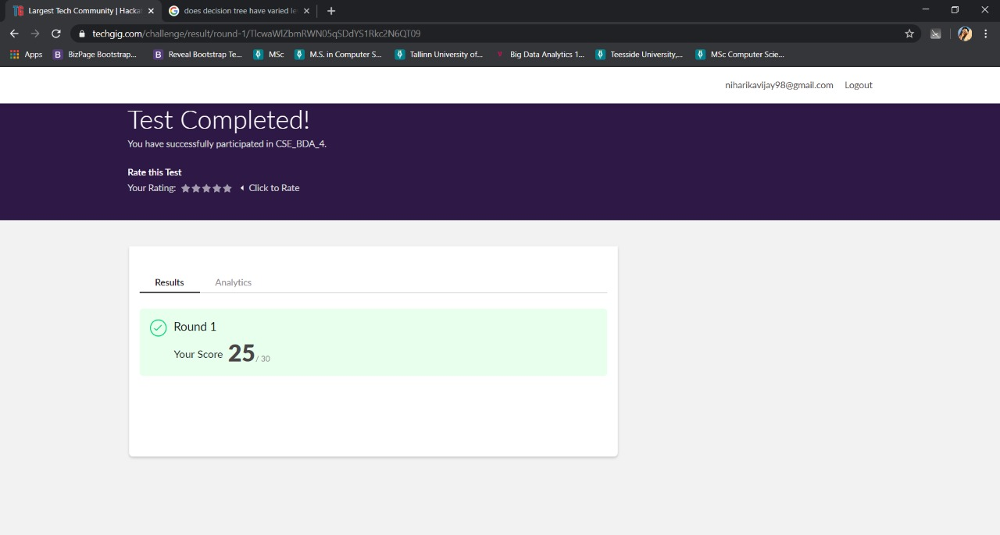 Largest Tech Community | Hacka
does decision tree have varied le
techgig.com/challenge/result/round-1/TlcwaWlZbmRWN05qSDdYS1Rkc2N6QT09
Apps
BizPage Bootstrap...
Reveal Bootstrap Te...
MSc
M.S. in Computer S...
Tallinn University of...
Big Data Analytics 1...
Teesside University,...
MSc Computer Scie...
niharikavijay98@gmail.com Logout
Test Completed!
You have successfully participated in CSE_BDA_4.
Rate this Test
Your Rating: Click to Rate
Results Analytics
Round 1
Your Score 25 / 30